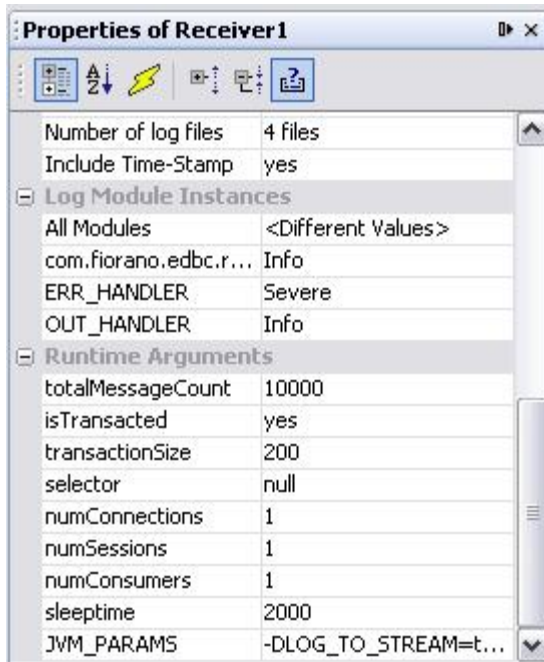 Properties of Receiver1
Number of log files 4 files
Include Time-Stamp yes
Log Module Instances
All Modules <Different Values>
com.fiorano.edbc.r... Info
ERR_HANDLER Severe
OUT_HANDLER Info
Runtime Arguments
totalMessageCount 10000
isTransacted yes
transactionSize 200
selector null
numConnections 1
numSessions 1
numConsumers 1
sleeptime 2000
JVM_PARAMS -DLOG_TO_STREAM=t...